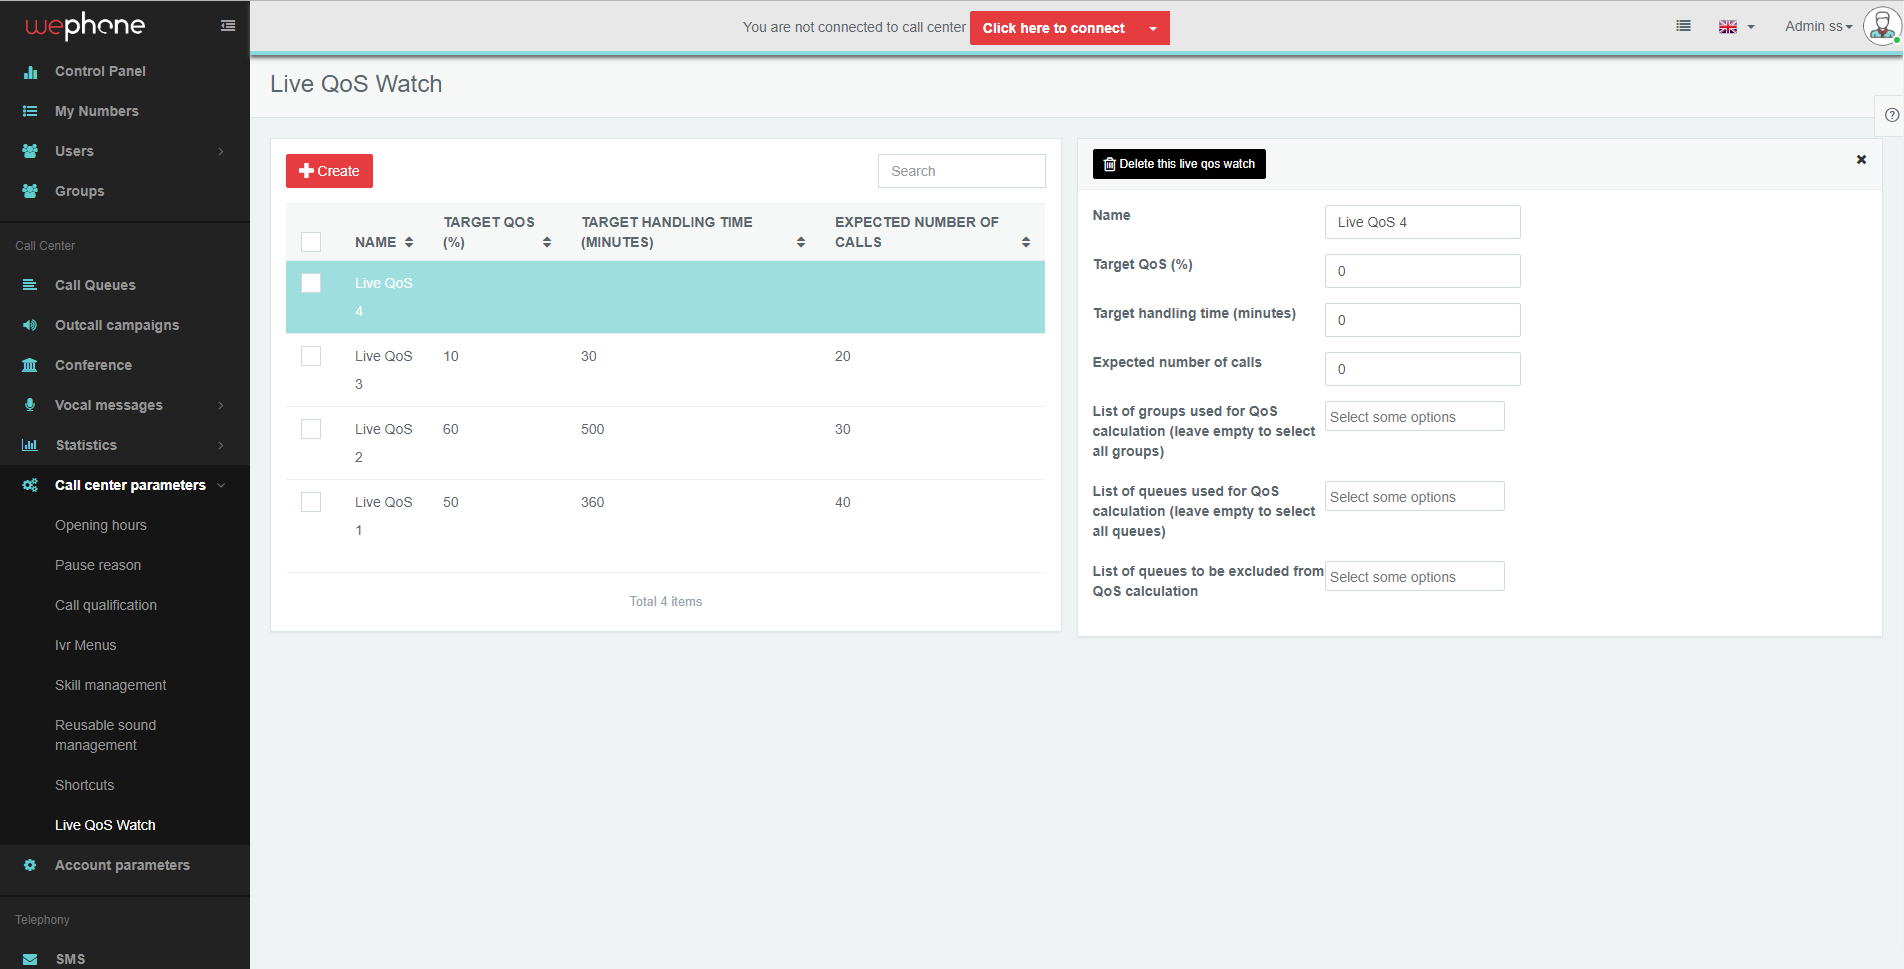 wephone
You are not connected to call center
Click here to connect
Admin ss
Control Panel
My Numbers
Users
Groups
Call Center
Call Queues
Outcall campaigns
Conference
Vocal messages
Statistics
Call center parameters
Opening hours
Pause reason
Call qualification
Ivr Menus
Skill management
Reusable sound
management
Shortcuts
Live QoS Watch
Account parameters
Telephony
SMS
Live QoS Watch
Create
Search
NAME
TARGET QOS
(%)
TARGET HANDLING TIME
(MINUTES)
EXPECTED NUMBER OF
CALLS
Live QoS
4
Live QoS 10 30 20
3
Live QoS 60 500 30
2
Live QoS 50 360 40
1
Total 4 items
Delete this live qos watch
Name Live QoS 4
Target QoS (%) 0
Target handling time (minutes) 0
Expected number of calls 0
List of groups used for QoS
calculation (leave empty to select
all groups)
Select some options
List of queues used for QoS
calculation (leave empty to select
all queues)
Select some options
List of queues to be excluded from
QoS calculation
Select some options